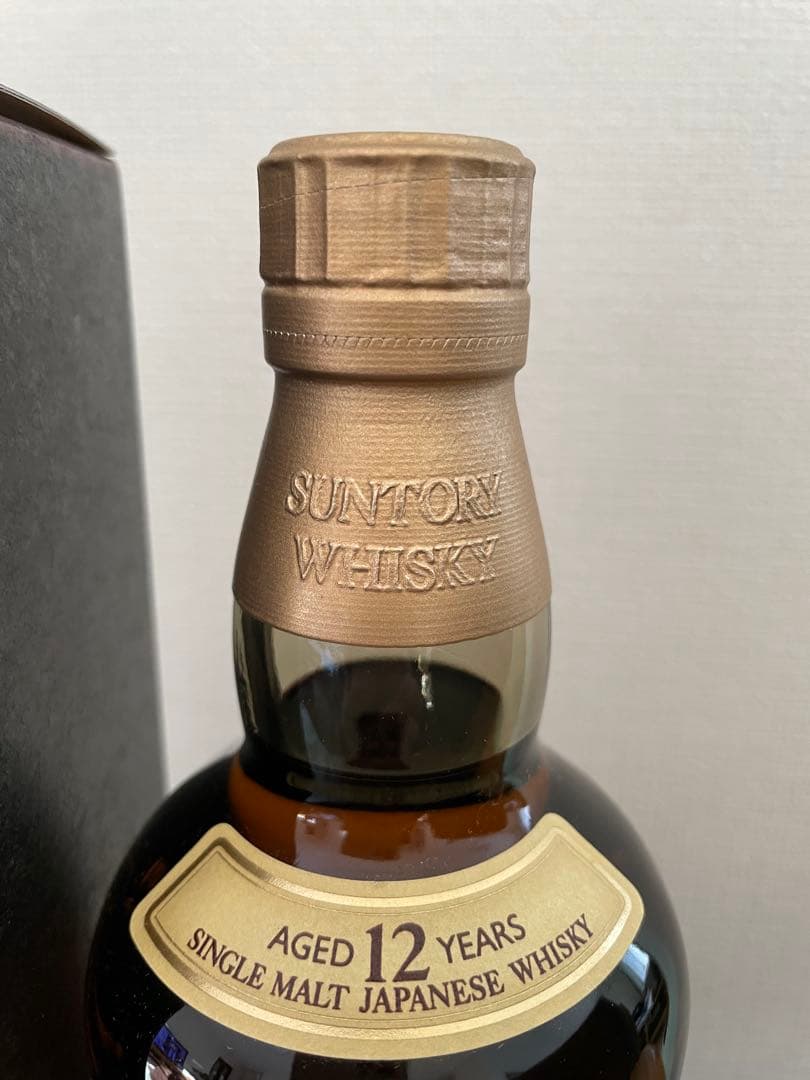 SUNTORY
WHISKY
AGED 12 YEARS
SINGLE MALT JAPANESE WHISKY